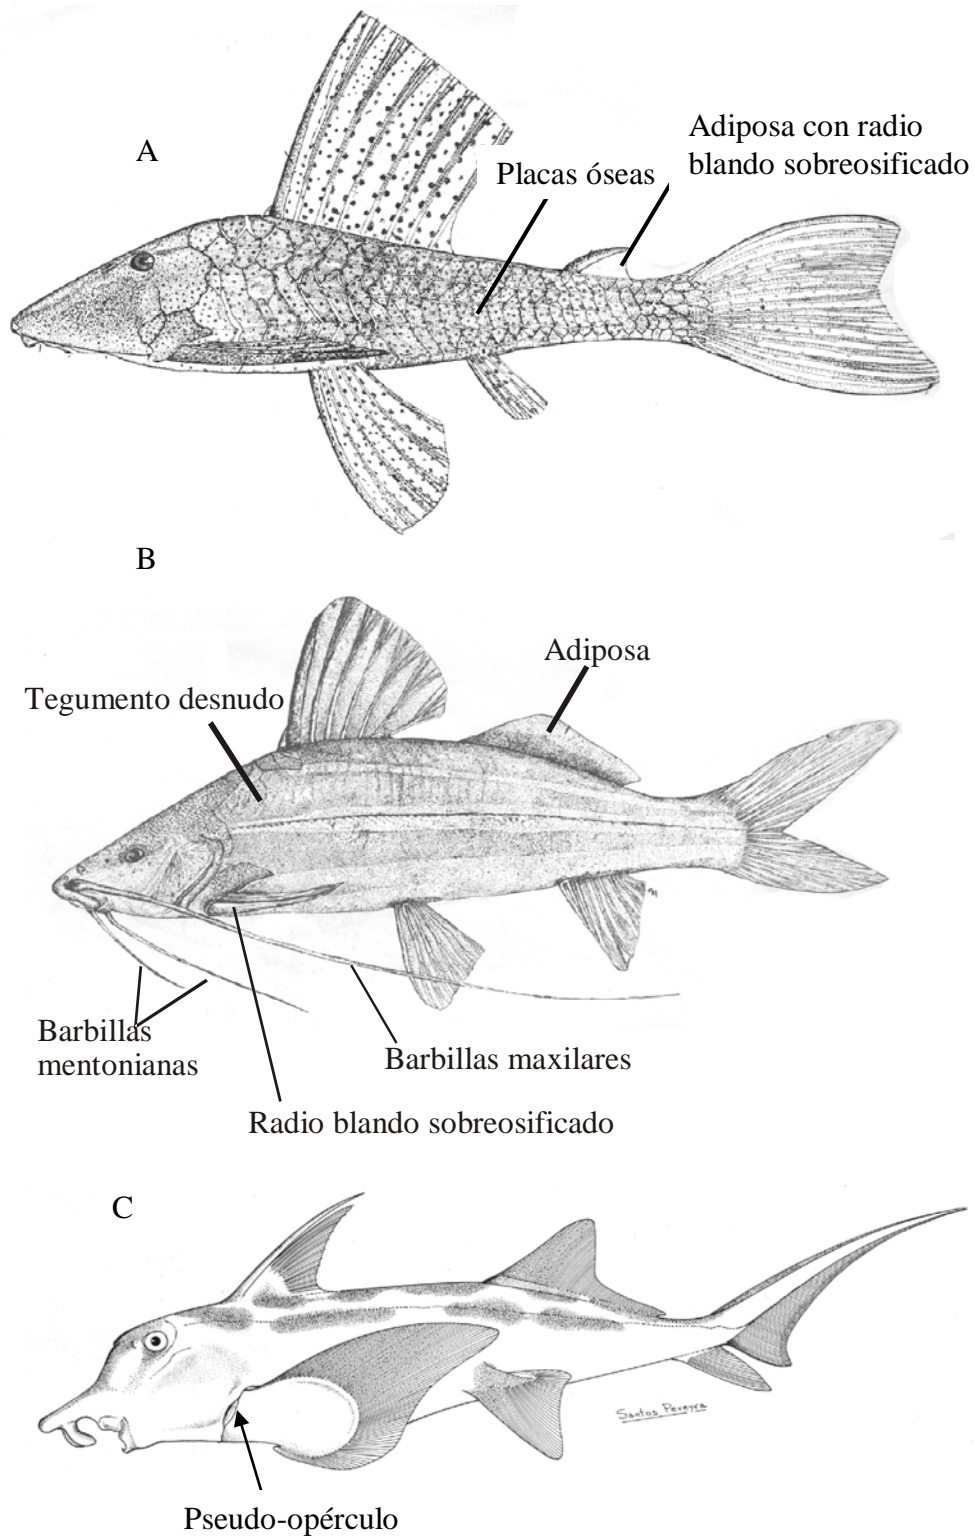 A
Adiposa con radio
blando sobreosificado
Placas óseas
B
Adiposa
Tegumento desnudo
Barbillas
mentonianas
Barbillas maxilares
Radio blando sobreosificado
C
Santos Pereyra
Pseudo-opérculo